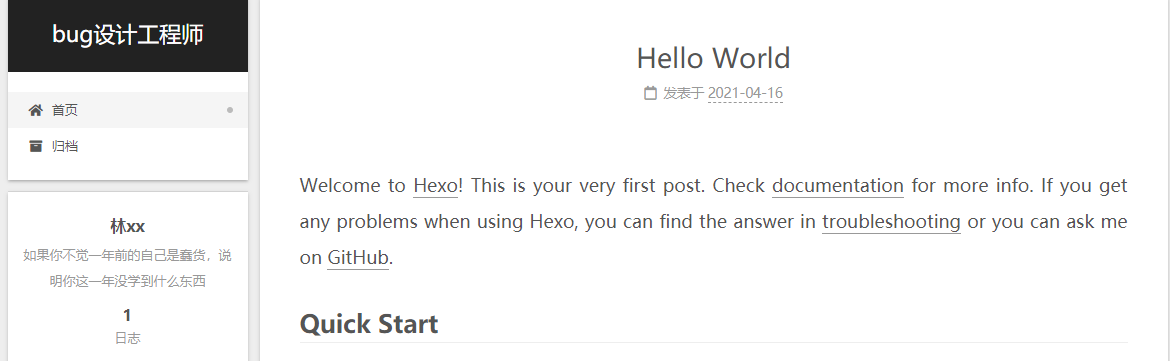 bug设计工程师
首页
归档
林xx
如果你不觉一年前的自己是蠢货，说
明你这一年没学到什么东西
1
日志
Hello World
发表于 2021-04-16
Welcome to Hexo! This is your very first post. Check documentation for more info. If you get
any problems when using Hexo, you can find the answer in troubleshooting or you can ask me
on GitHub.
Quick Start